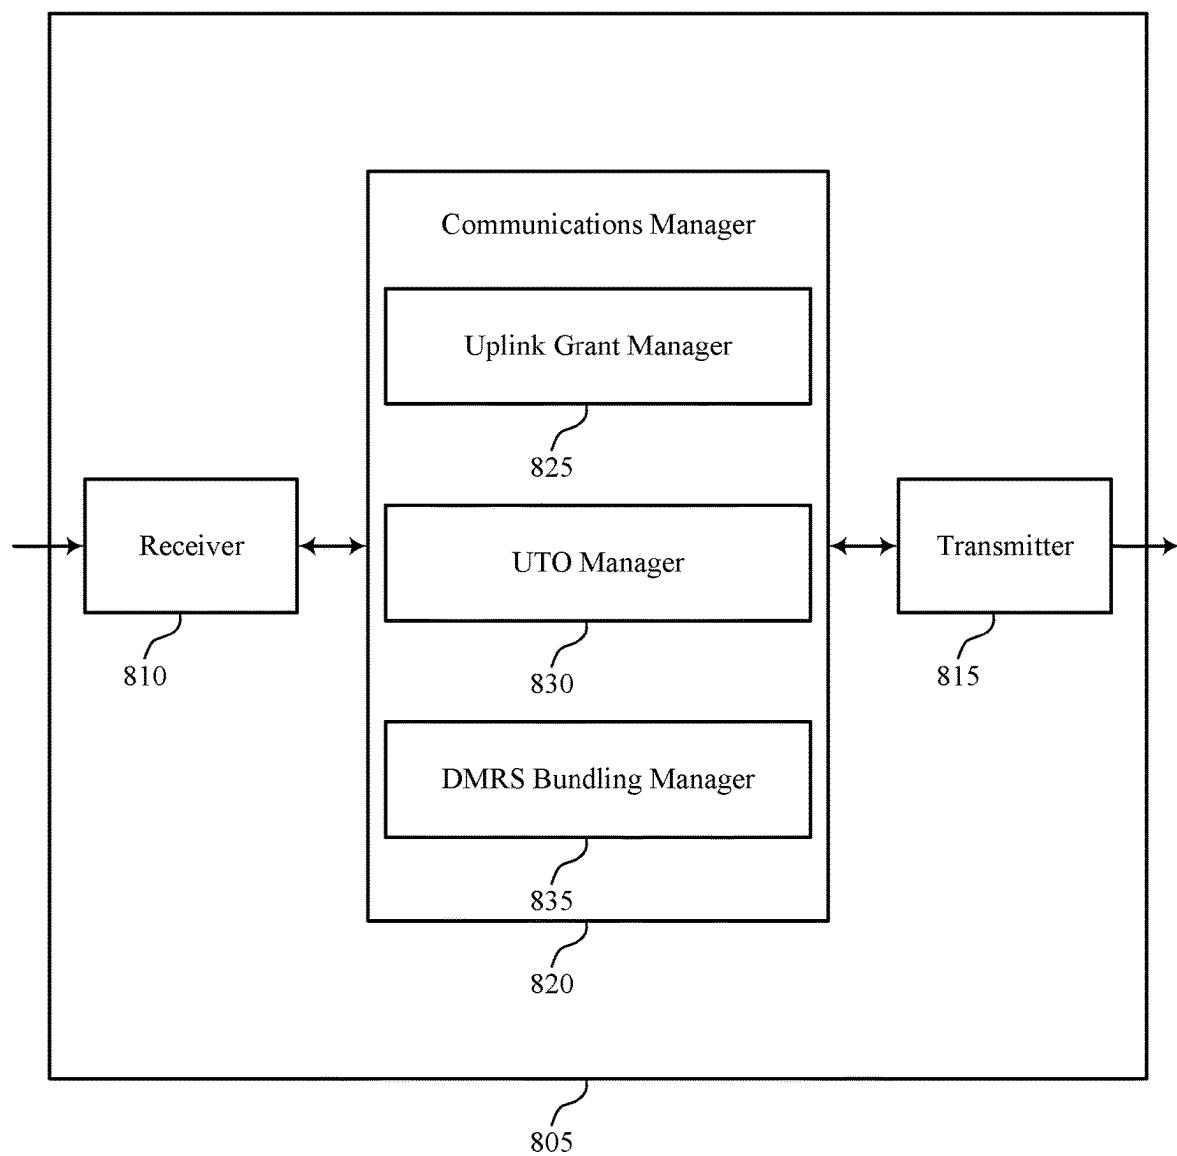 Communications Manager
Uplink Grant Manager
825
Receiver
810
UTO Manager
830
Transmitter
815
DMRS Bundling Manager
835
820
805